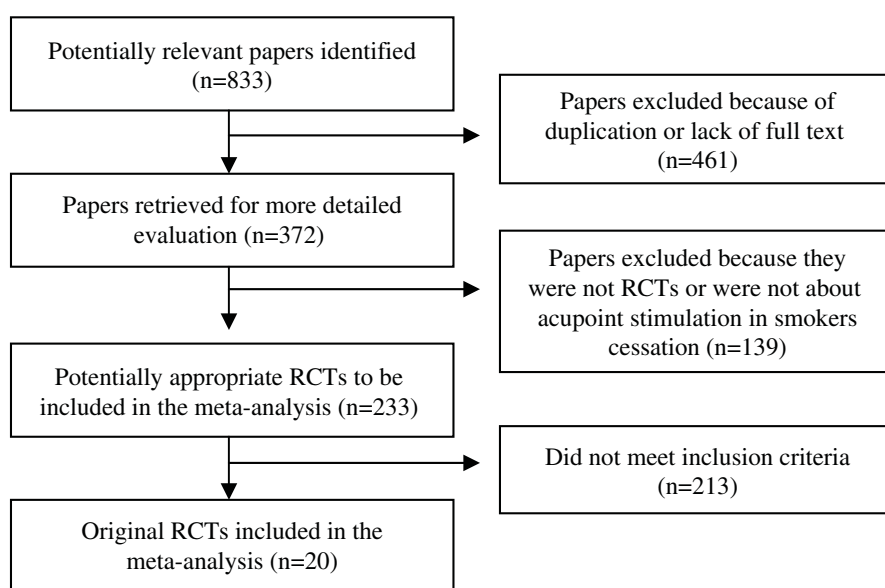 Potentially relevant papers identified
(n=833)
Papers excluded because of
duplication or lack of full text
(n=461)
Papers retrieved for more detailed
evaluation (n=372)
Papers excluded because they
were not RCTs or were not about
acupoint stimulation in smokers
cessation (n=139)
Potentially appropriate RCTs to be
included in the meta-analysis (n=233)
Did not meet inclusion criteria
(n=213)
Original RCTs included in the
meta-analysis (n=20)